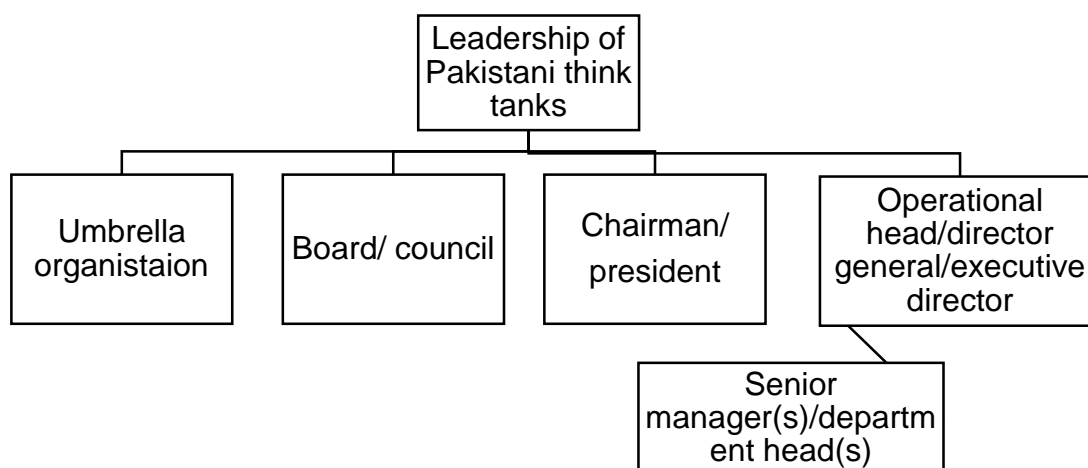 Leadership of
Pakistani think
tanks
Umbrella
organistaion
Board/ council
Chairman/
president
Operational
head/director
general/executive
director
Senior
manager(s)/departm
ent head(s)